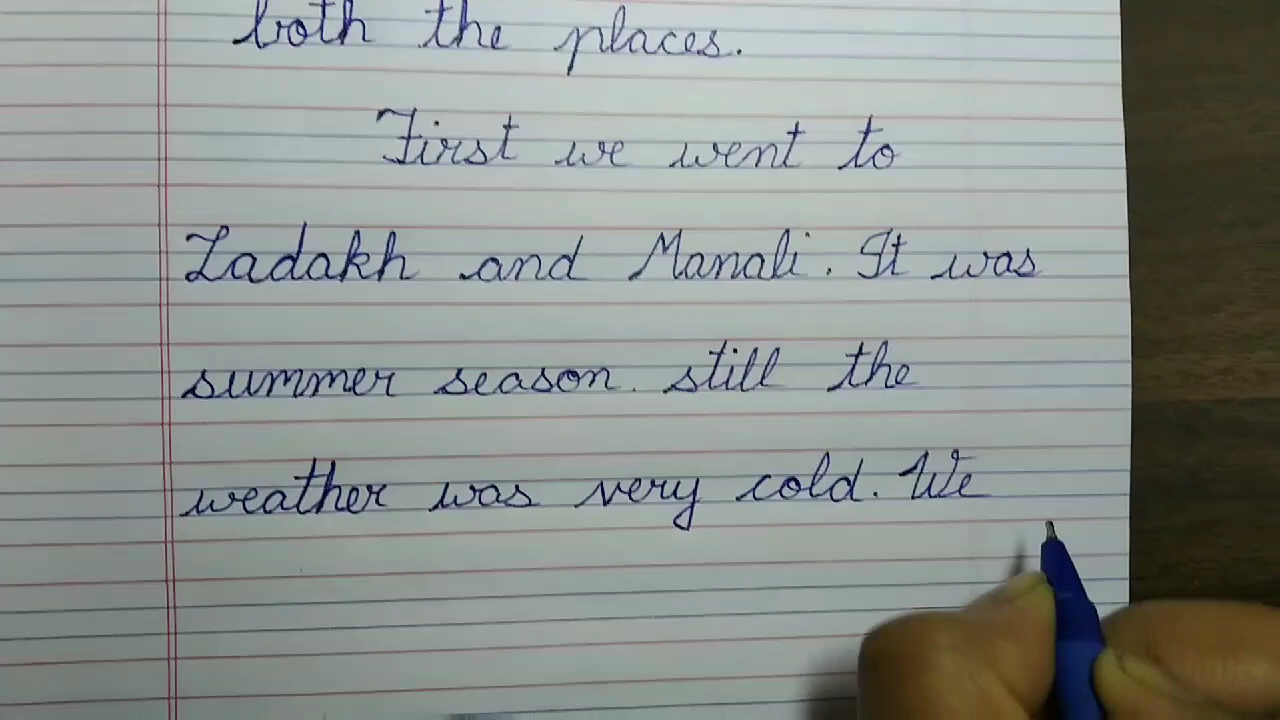 both the places.
First we went to
Ladakh and Manali. It was
summer season. still the
weather was very cold. We